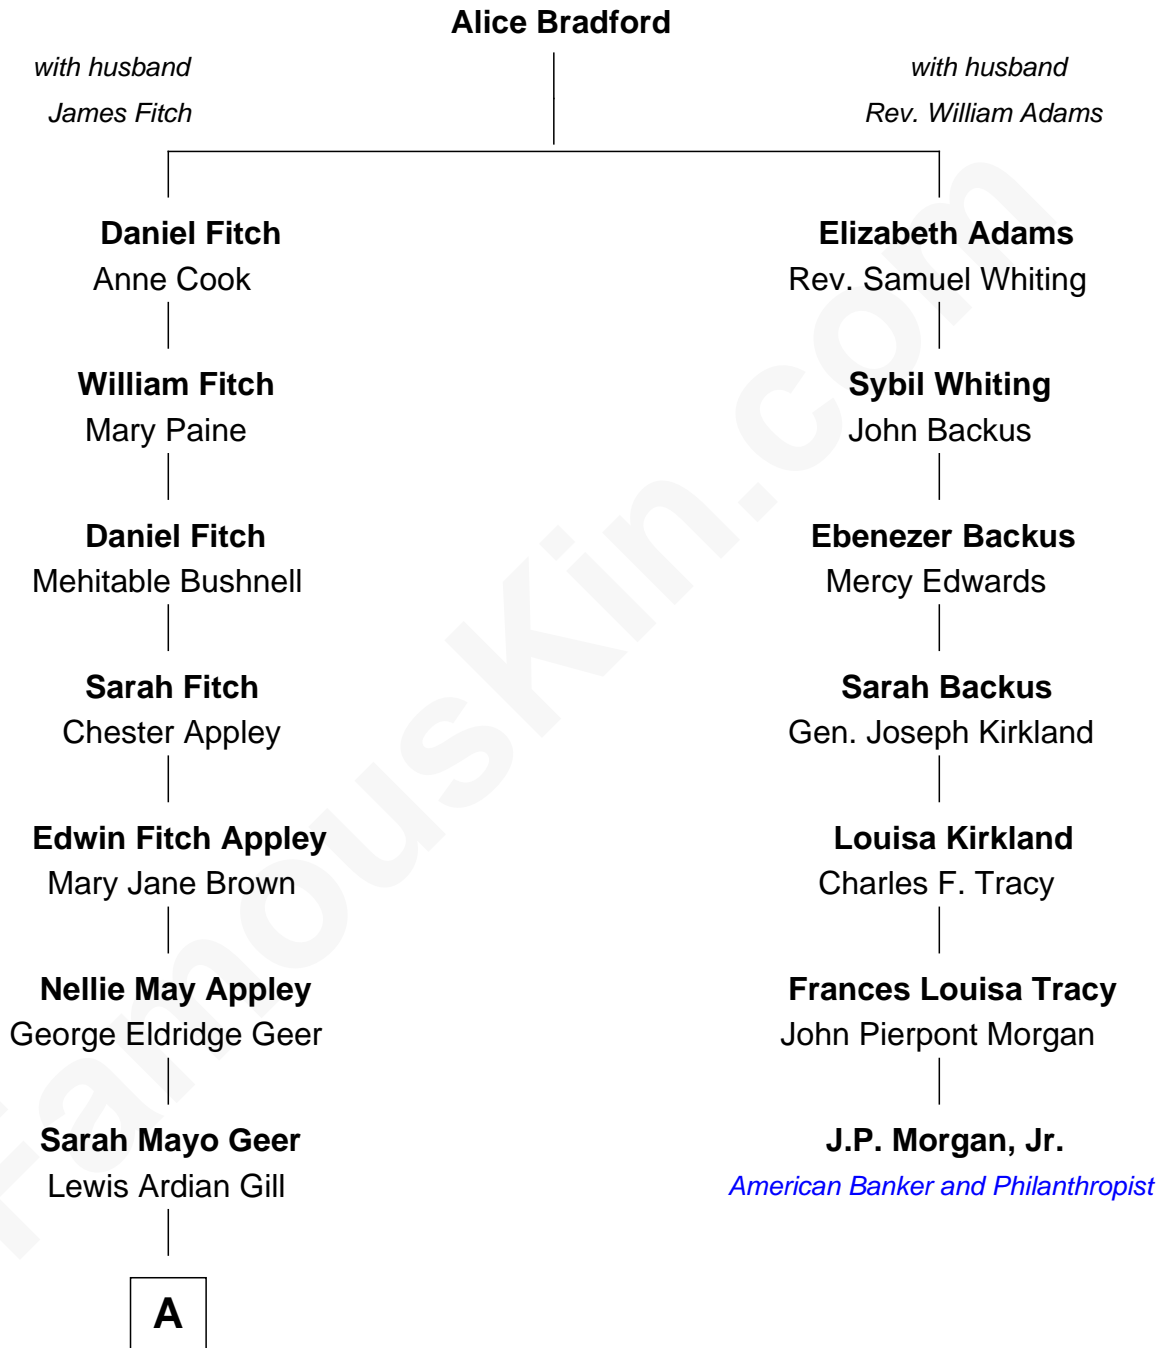 Alice Bradford
with husband
James Fitch
with husband
Rev. William Adams
Daniel Fitch
Anne Cook
William Fitch
Mary Paine
Daniel Fitch
Mehitable Bushnell
Sarah Fitch
Chester Appley
Edwin Fitch Appley
Mary Jane Brown
Nellie May Appley
George Eldridge Geer
Sarah Mayo Geer
Lewis Ardian Gill
A
Elizabeth Adams
Rev. Samuel Whiting
Sybil Whiting
John Backus
Ebenezer Backus
Mercy Edwards
Sarah Backus
Gen. Joseph Kirkland
Louisa Kirkland
Charles F. Tracy
Frances Louisa Tracy
John Pierpont Morgan
J.P. Morgan, Jr.
American Banker and Philanthropist
FamousKin.com